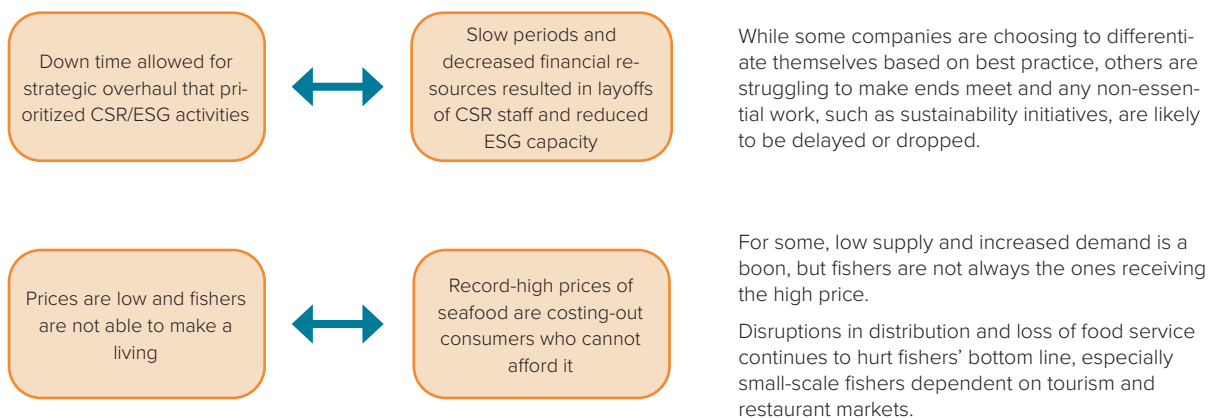 Down time allowed for
strategic overhaul that pri-
oritized CSR/ESG activities
Slow periods and
decreased financial re-
sources resulted in layoffs
of CSR staff and reduced
ESG capacity
While some companies are choosing to differenti-
ate themselves based on best practice, others are
struggling to make ends meet and any non-essen-
tial work, such as sustainability initiatives, are likely
to be delayed or dropped.
Prices are low and fishers
are not able to make a
living
Record-high prices of
seafood are costing-out
consumers who cannot
afford it
For some, low supply and increased demand is a
boon, but fishers are not always the ones receiving
the high price.
Disruptions in distribution and loss of food service
continues to hurt fishers’ bottom line, especially
small-scale fishers dependent on tourism and
restaurant markets.